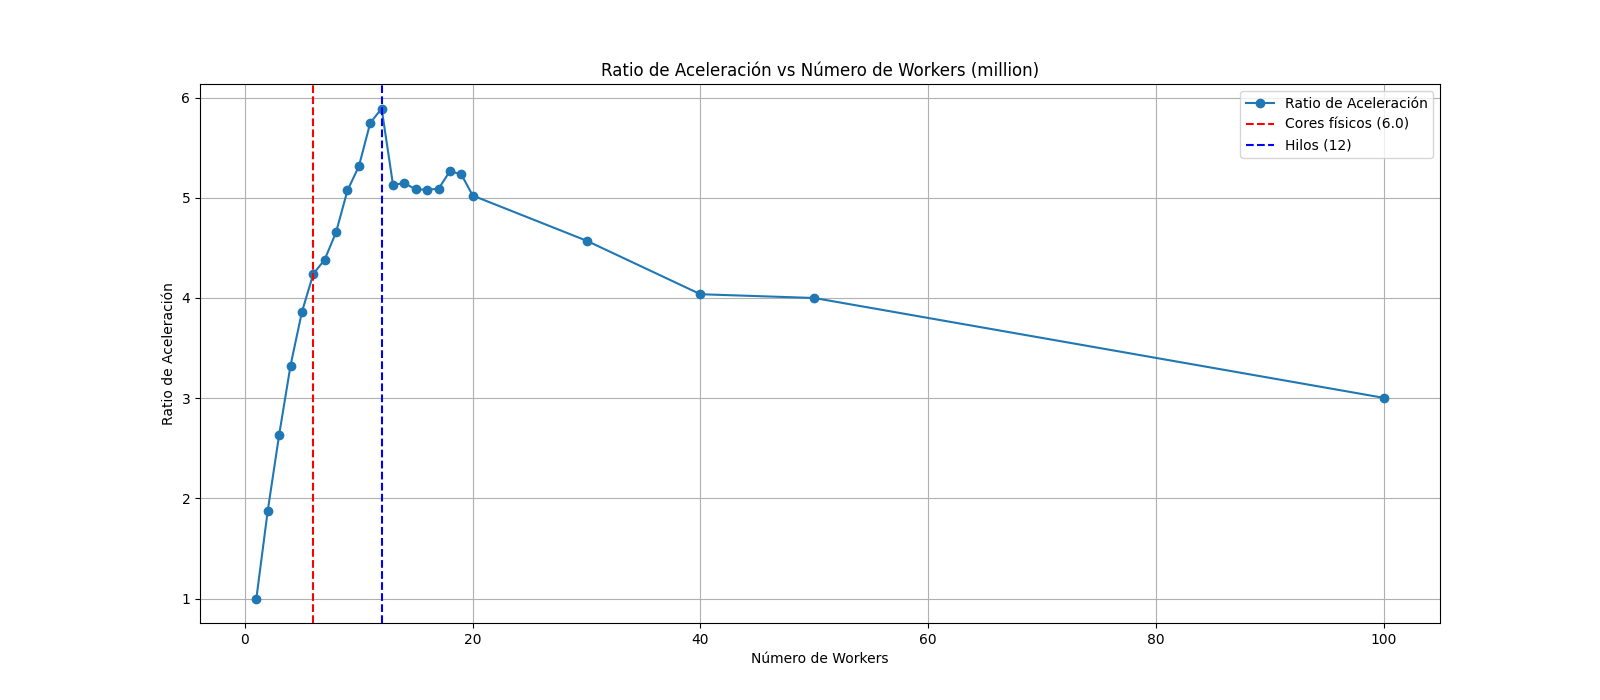 Ratio de Aceleración vs Número de Workers (million)
Ratio de Aceleración
Cores físicos (6.0)
Hilos (12)
6
5
4
3
2
1
Ratio de Aceleración
0 20 40 60 80 100
Número de Workers